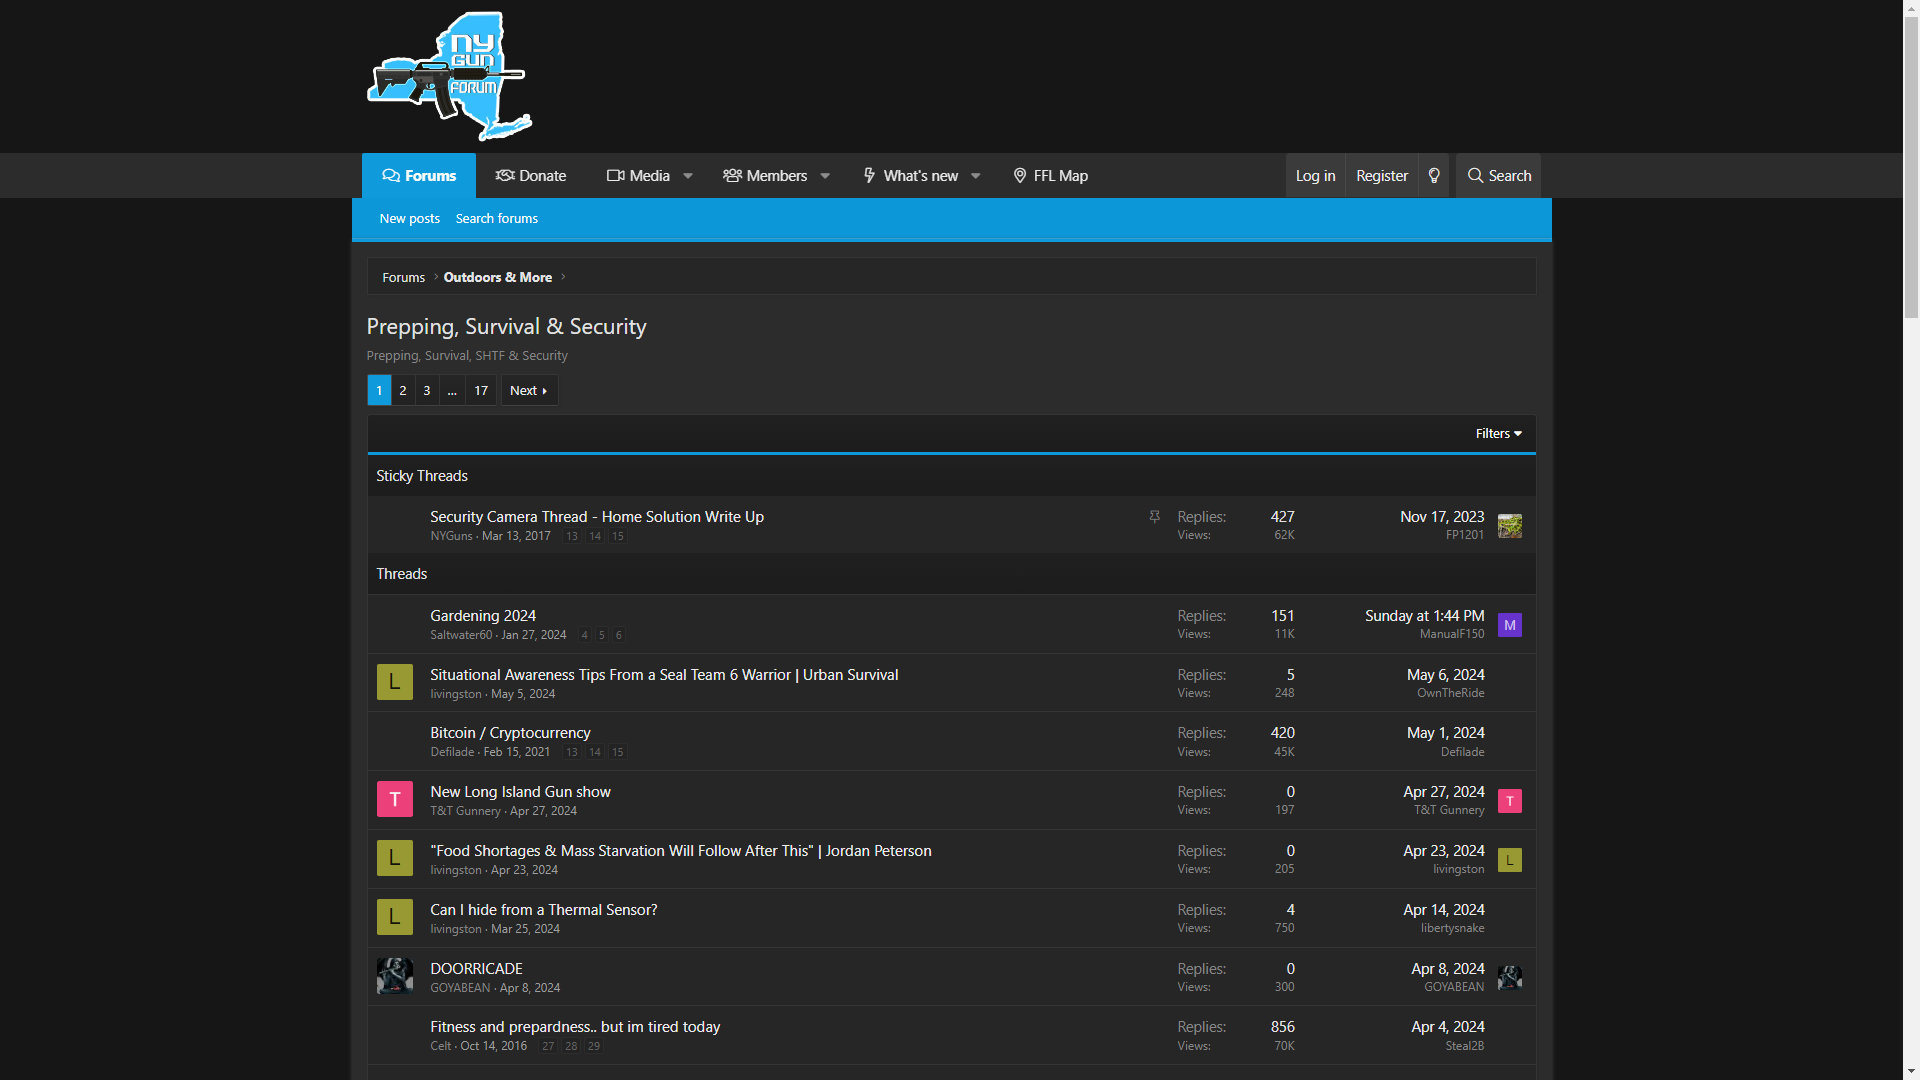 NY
GUN
FORUM
Forums Donate Media Members What's new FFL Map Log in Register Search
New posts Search forums
Forums Outdoors & More
Prepping, Survival & Security
Prepping, Survival, SHTF & Security
1 2 3 ... 17 Next
Filters
Sticky Threads
Security Camera Thread - Home Solution Write Up Replies: 427 Nov 17, 2023
NYGuns · Mar 13, 2017 13 14 15 Views: 62K FP1201
Threads
Gardening 2024 Replies: 151 Sunday at 1:44 PM
Saltwater60 · Jan 27, 2024 4 5 6 Views: 11K ManualF150
M
Situational Awareness Tips From a Seal Team 6 Warrior | Urban Survival Replies: 5 May 6, 2024
L
livingston · May 5, 2024 Views: 248 OwnTheRide
Bitcoin / Cryptocurrency Replies: 420 May 1, 2024
Defilade · Feb 15, 2021 13 14 15 Views: 45K Defilade
New Long Island Gun show Replies: 0 Apr 27, 2024
T T
T&T Gunnery · Apr 27, 2024 Views: 197 T&T Gunnery
"Food Shortages & Mass Starvation Will Follow After This" | Jordan Peterson Replies: 0 Apr 23, 2024
L L
livingston · Apr 23, 2024 Views: 205 livingston
Can I hide from a Thermal Sensor? Replies: 4 Apr 14, 2024
L
livingston · Mar 25, 2024 Views: 750 libertysnake
DOORRICADE Replies: 0 Apr 8, 2024
GOYABEAN · Apr 8, 2024 Views: 300 GOYABEAN
Fitness and prepardness.. but im tired today Replies: 856 Apr 4, 2024
Celt · Oct 14, 2016 27 28 29 Views: 70K Steal2B